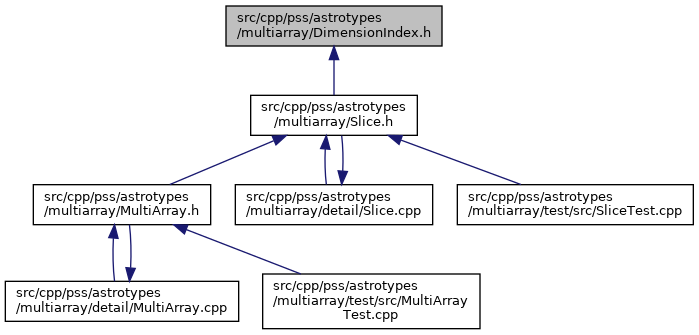 src/cpp/pss/astrotypes
/multiarray/DimensionIndex.h
src/cpp/pss/astrotypes
/multiarray/Slice.h
src/cpp/pss/astrotypes
/multiarray/MultiArray.h
src/cpp/pss/astrotypes
/multiarray/detail/Slice.cpp
src/cpp/pss/astrotypes
/multiarray/test/src/SliceTest.cpp
src/cpp/pss/astrotypes
/multiarray/detail/MultiArray.cpp
src/cpp/pss/astrotypes
/multiarray/test/src/MultiArray
Test.cpp